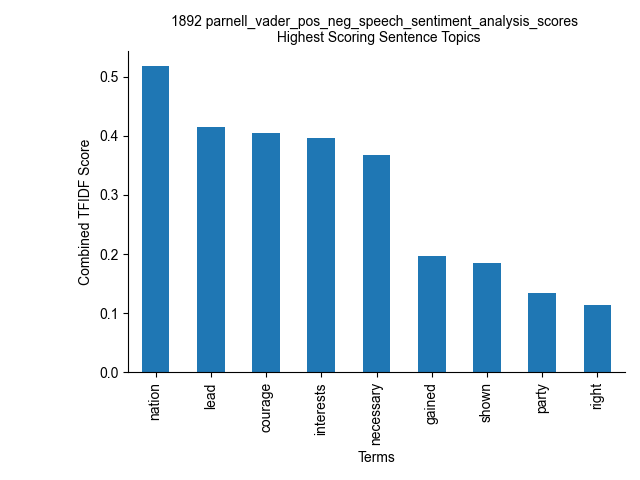 1892 parnell_vader_pos_neg_speech_sentiment_analysis_scores
Highest Scoring Sentence Topics
Combined TFIDF Score
0.5
0.4
0.3
0.2
0.1
0.0
nation
lead
courage
interests
necessary
gained
shown
party
right
Terms